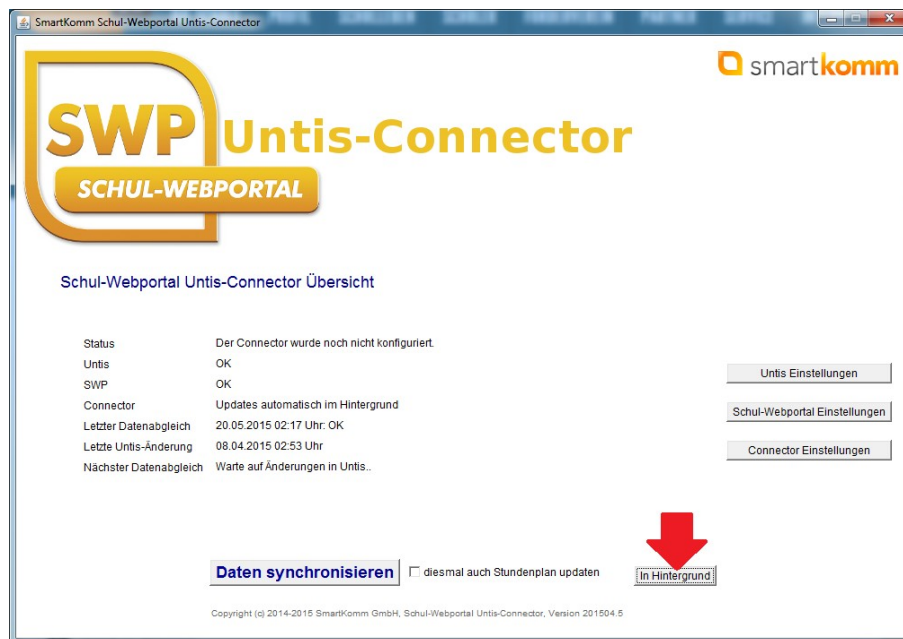 SmartKomm Schul-Webportal Untis-Connector
smartkomm
SWP Untis-Connector
SCHUL-WEBPORTAL
Schul-Webportal Untis-Connector Übersicht
Status Der Connector wurde noch nicht konfiguriert.
Untis OK
SWP OK
Connector Updates automatisch im Hintergrund
Letzter Datenabgleich 20.05.2015 02:17 Uhr: OK
Letzte Untis-Änderung 08.04.2015 02:53 Uhr
Nächster Datenabgleich Warte auf Änderungen in Untis..
Untis Einstellungen
Schul-Webportal Einstellungen
Connector Einstellungen
Daten synchronisieren diesmal auch Stundenplan updaten In Hintergrund
Copyright (c) 2014-2015 SmartKomm GmbH, Schul-Webportal Untis-Connector, Version 201504.5